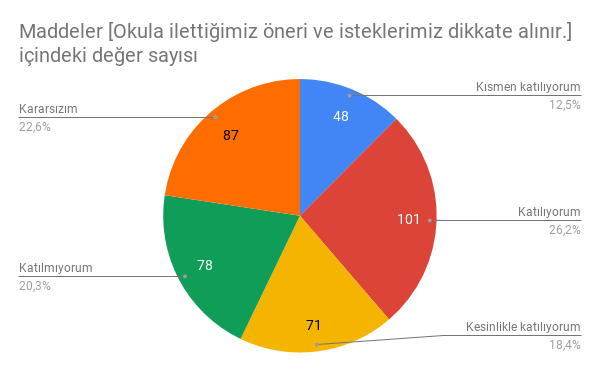 Maddeler [Okula ilettiğimiz öneri ve isteklerimiz dikkate alınır.]
içindeki değer sayısı
Kısmen katılıyorum
12,5%
48
Kararsızım
22,6%
87
Katılıyorum
26,2%
101
Katılmıyorum
20,3%
78
Kesinlikle katılıyorum
18,4%
71